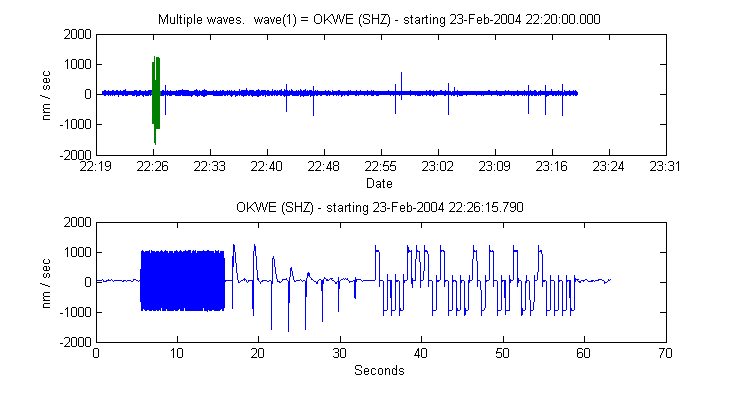 Multiple waves.  wave(1) = OKWE (SHZ) - starting 23-Feb-2004 22:20:00.000
2000
1000
0
-1000
-2000
nm / sec
22:19 22:26 22:33 22:40 22:48 22:55 23:02 23:09 23:16 23:24 23:31
Date
OKWE (SHZ) - starting 23-Feb-2004 22:26:15.790
2000
1000
0
-1000
-2000
nm / sec
0 10 20 30 40 50 60 70
Seconds